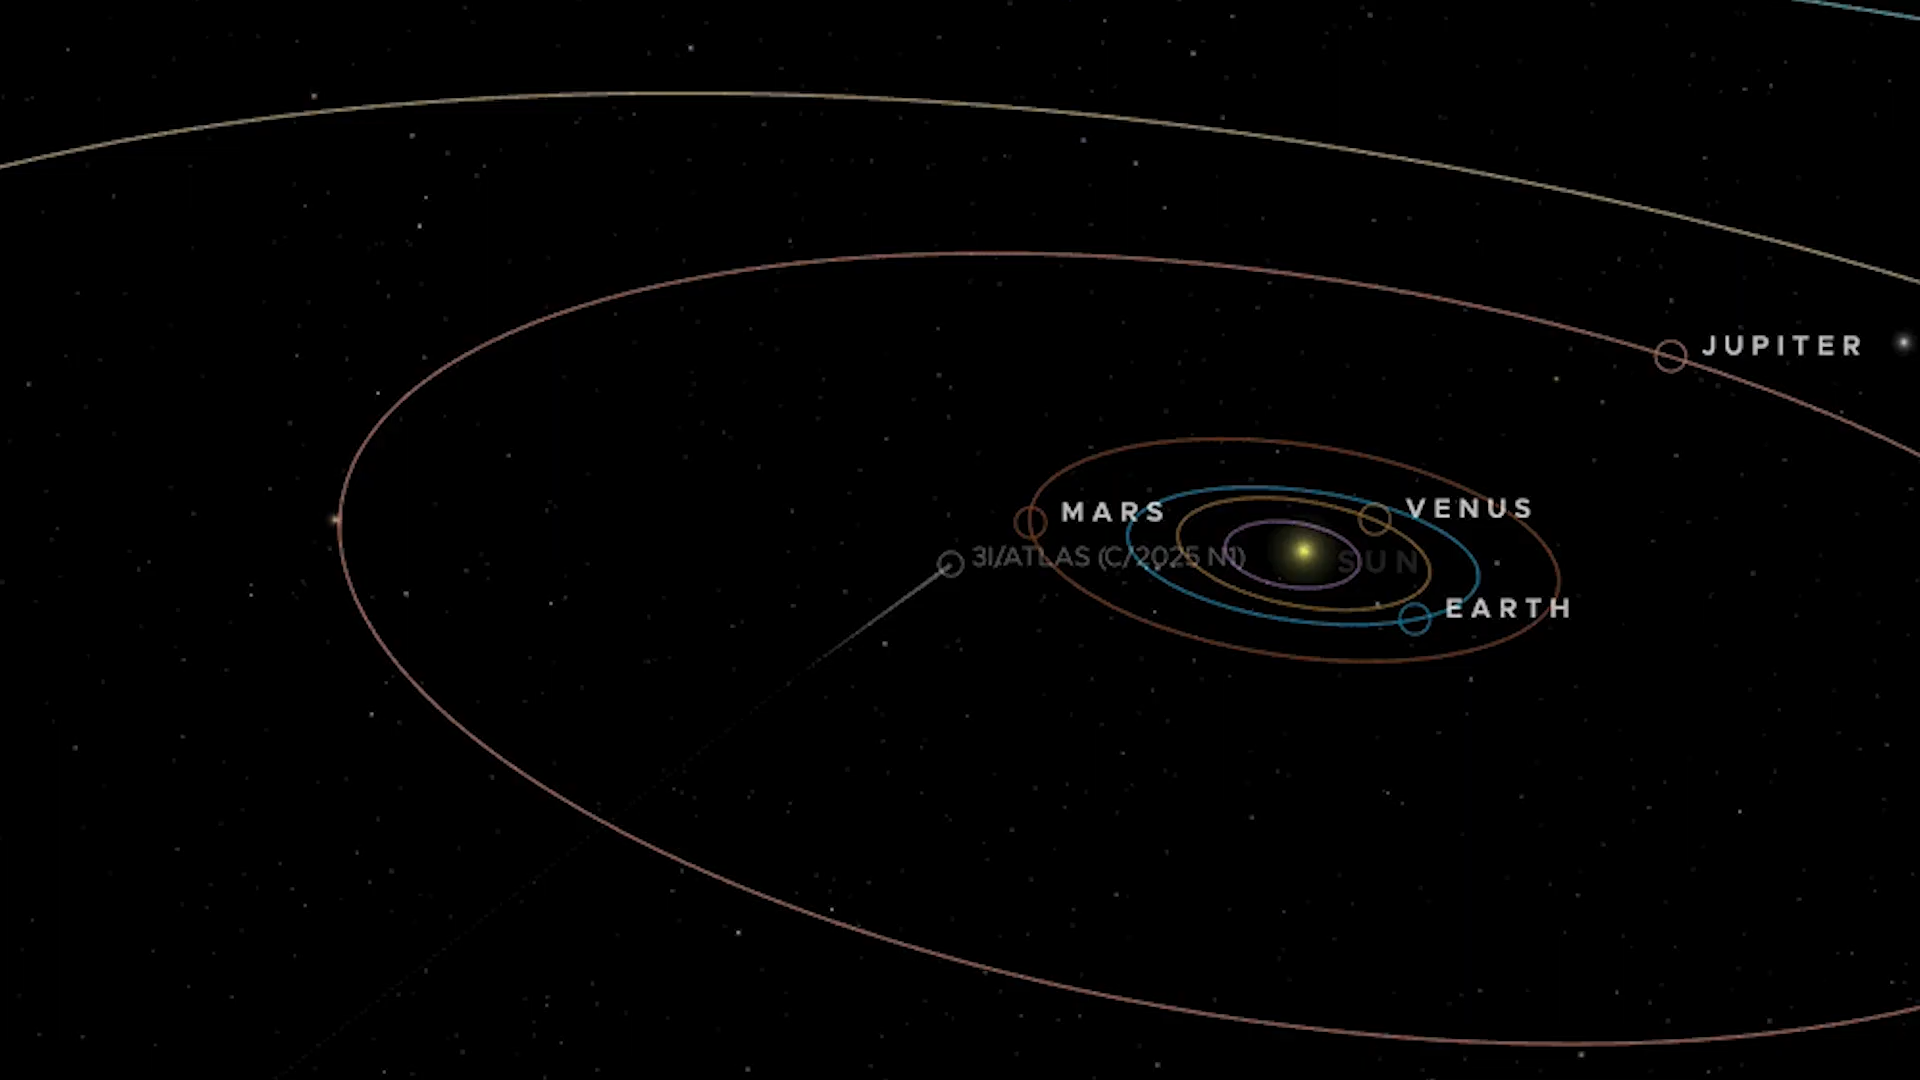 JUPITER
VENUS
MARS
3I/ATLAS (C/2025 N1)
SUN
EARTH